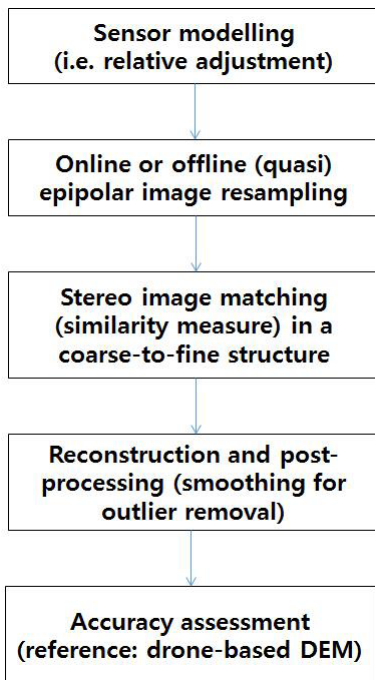 Sensor modelling
(i.e. relative adjustment)
Online or offline (quasi)
epipolar image resampling
Stereo image matching
(similarity measure) in a
coarse-to-fine structure
Reconstruction and post-
processing (smoothing for
outlier removal)
Accuracy assessment
(reference: drone-based DEM)